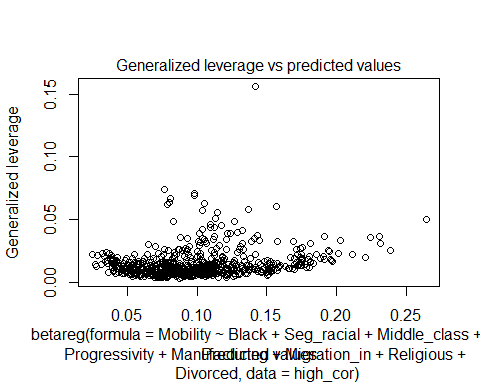 Generalized leverage vs predicted values
Generalized leverage
0.15
0.10
0.05
0.00
0.05 0.10 0.15 0.20 0.25
betareg(formula = Mobility ~ Black + Seg_racial + Middle_class +
Progressivity + Manufacturing + Migration_in + Religious +
Predicted values
Divorced, data = high_cor)